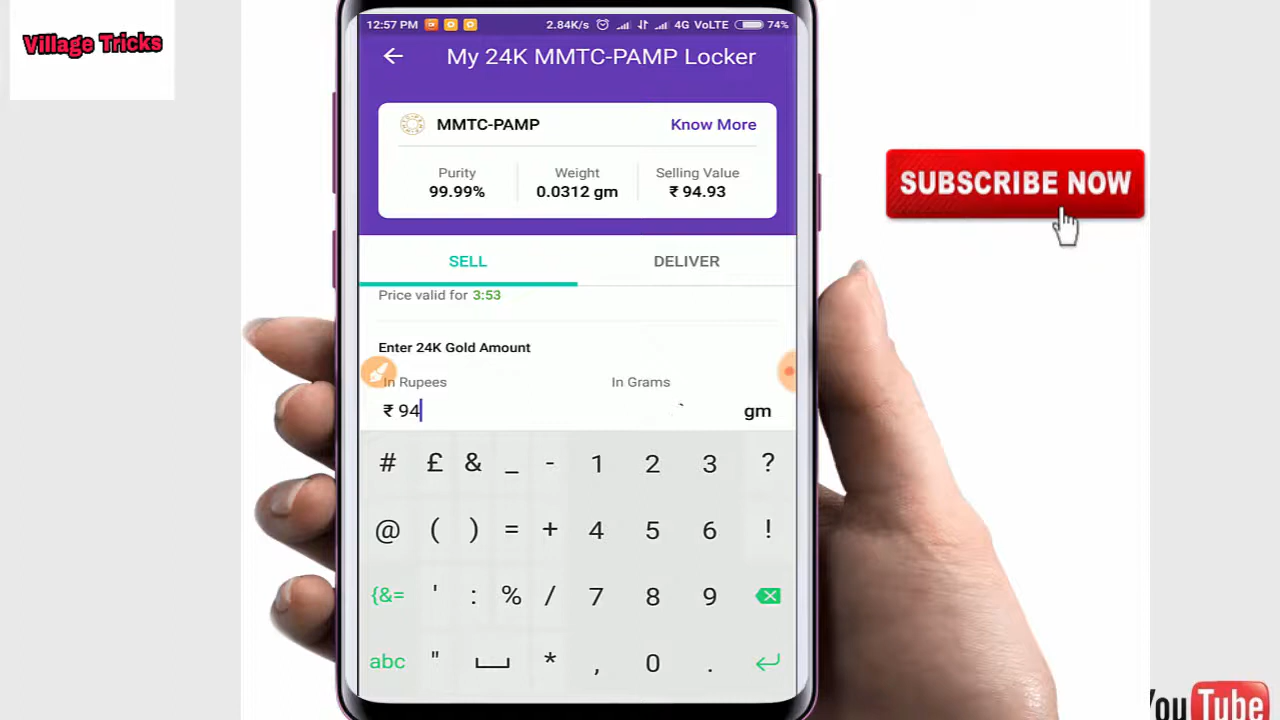 Village Tricks
12:57 PM 2.84K/s 4G VoLTE 74%
My 24K MMTC-PAMP Locker
MMTC-PAMP Know More
Purity Weight Selling Value
99.99% 0.0312 gm ₹ 94.93
SUBSCRIBE NOW
SELL DELIVER
Price valid for 3:53
Enter 24K Gold Amount
In Rupees In Grams
₹ 94 ` gm
# £ & _ - 1 2 3 ?
@ ( ) = + 4 5 6 !
{&= ' : % / 7 8 9
abc " * , 0 .
You Tube